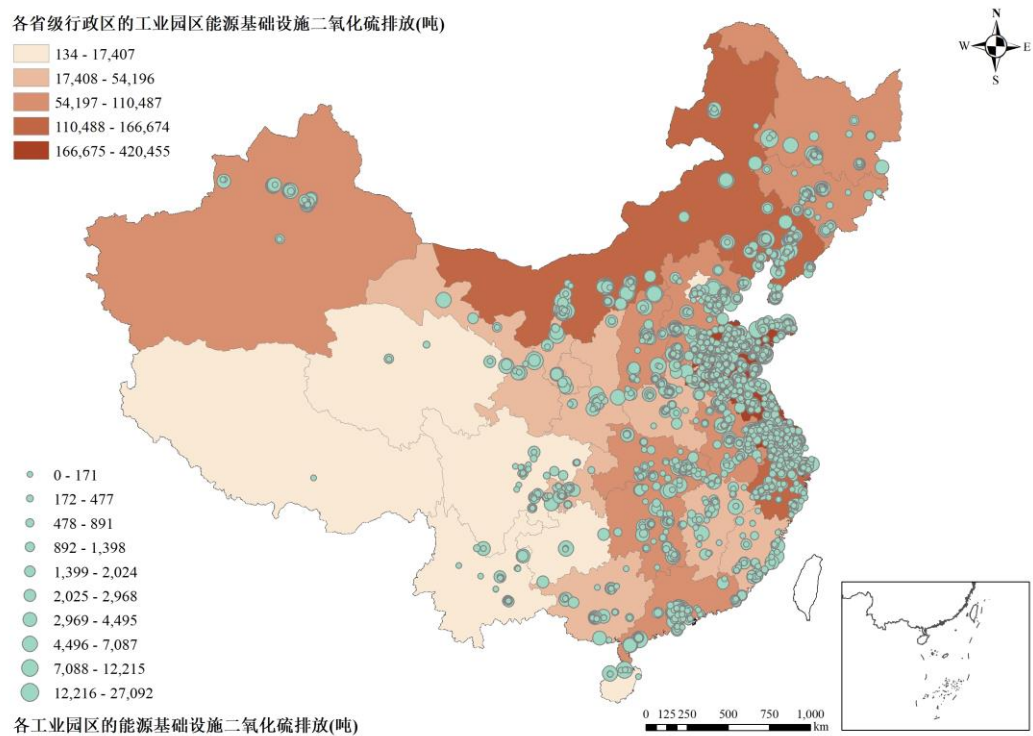 各省级行政区的工业园区能源基础设施二氧化硫排放(吨)
134 - 17,407
17,408 - 54,196
54,197 - 110,487
110,488 - 166,674
166,675 - 420,455
N
W E
S
0 - 171
172 - 477
478 - 891
892 - 1,398
1,399 - 2,024
2,025 - 2,968
2,969 - 4,495
4,496 - 7,087
7,088 - 12,215
12,216 - 27,092
各工业园区的能源基础设施二氧化硫排放(吨)
0 125 250 500 750 1,000
km